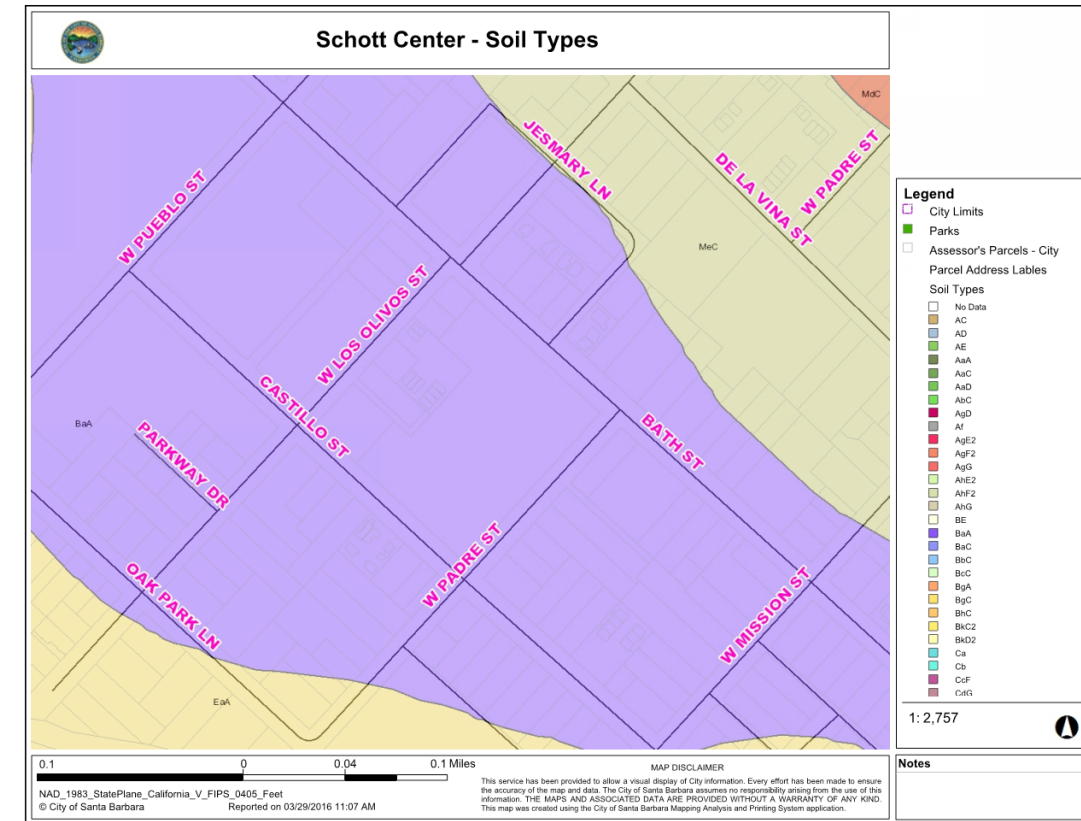 Schott Center - Soil Types
MdC
JESMARY LN
DE LA VINA ST
W PADRE ST
W PUEBLO ST
MeC
W LOS OLIVOS ST
CASTILLO ST
BaA
PARKWAY DR
BATH ST
W PADRE ST
OAK PARK LN
W MISSION ST
EaA
Legend
City Limits
Parks
Assessor's Parcels - City
Parcel Address Lables
Soil Types
No Data
AC
AD
AE
AaA
AaC
AaD
AbC
AgD
Af
AgE2
AgF2
AgG
AhE2
AhF2
AhG
BE
BaA
BaC
BbC
BcC
BgA
BgC
BhC
BkC2
BkD2
Ca
Cb
CcF
CdG
1: 2,757
Notes
0.1 0 0.04 0.1 Miles
NAD_1983_StatePlane_California_V_FIPS_0405_Feet
© City of Santa Barbara Reported on 03/29/2016 11:07 AM
MAP DISCLAIMER
This service has been provided to allow a visual display of City information. Every effort has been made to ensure
the accuracy of the map and data. The City of Santa Barbara assumes no responsibility arising from the use of this
information. THE MAPS AND ASSOCIATED DATA ARE PROVIDED WITHOUT A WARRANTY OF ANY KIND.
This map was created using the City of Santa Barbara Mapping Analysis and Printing System application.